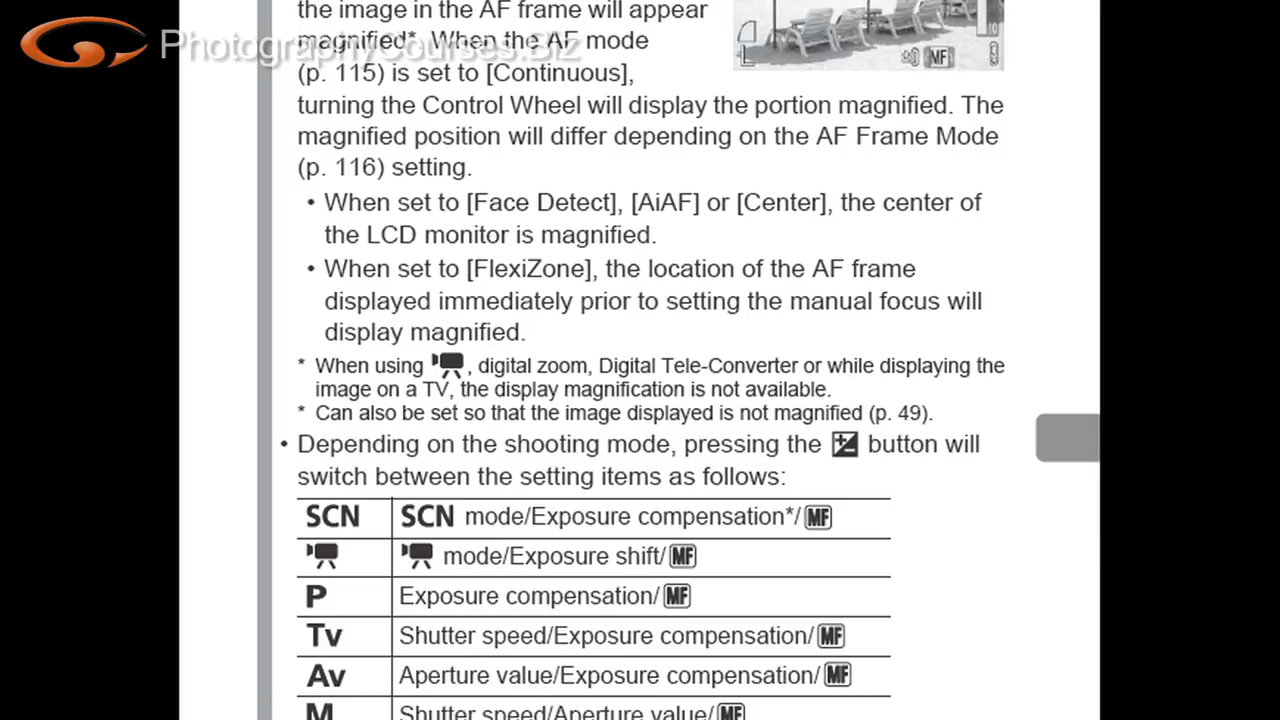 the image in the AF frame will appear
PhotographyCourses.Biz
magnified*. When the AF mode
(p. 115) is set to [Continuous],
MF
turning the Control Wheel will display the portion magnified. The
magnified position will differ depending on the AF Frame Mode
(p. 116) setting.
• When set to [Face Detect], [AiAF] or [Center], the center of
the LCD monitor is magnified.
• When set to [FlexiZone], the location of the AF frame
displayed immediately prior to setting the manual focus will
display magnified.
* When using , digital zoom, Digital Tele-Converter or while displaying the
image on a TV, the display magnification is not available.
* Can also be set so that the image displayed is not magnified (p. 49).
• Depending on the shooting mode, pressing the button will
switch between the setting items as follows:
SCN SCN mode/Exposure compensation*/MF
mode/Exposure shift/MF
P Exposure compensation/MF
Tv Shutter speed/Exposure compensation/MF
Av Aperture value/Exposure compensation/MF
M Shutter speed/Aperture value/MF